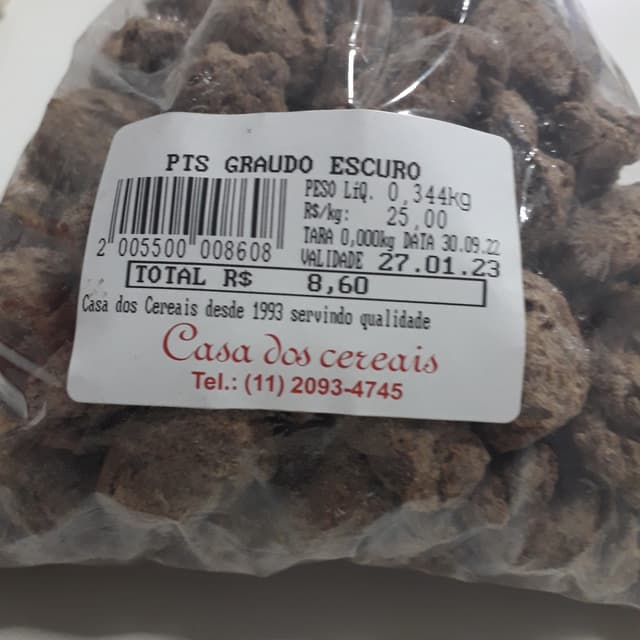 PTS GRAUDO ESCURO
PESO LíQ. 0,344kg
R$/kg: 25,00
TARA 0,000kg DATA 30.09.22
VALIDADE 27.01.23
2 005500 008608
TOTAL R$ 8,60
Casa dos Cereais desde 1993 servindo qualidade
Casa dos cereais
Tel.: (11) 2093-4745